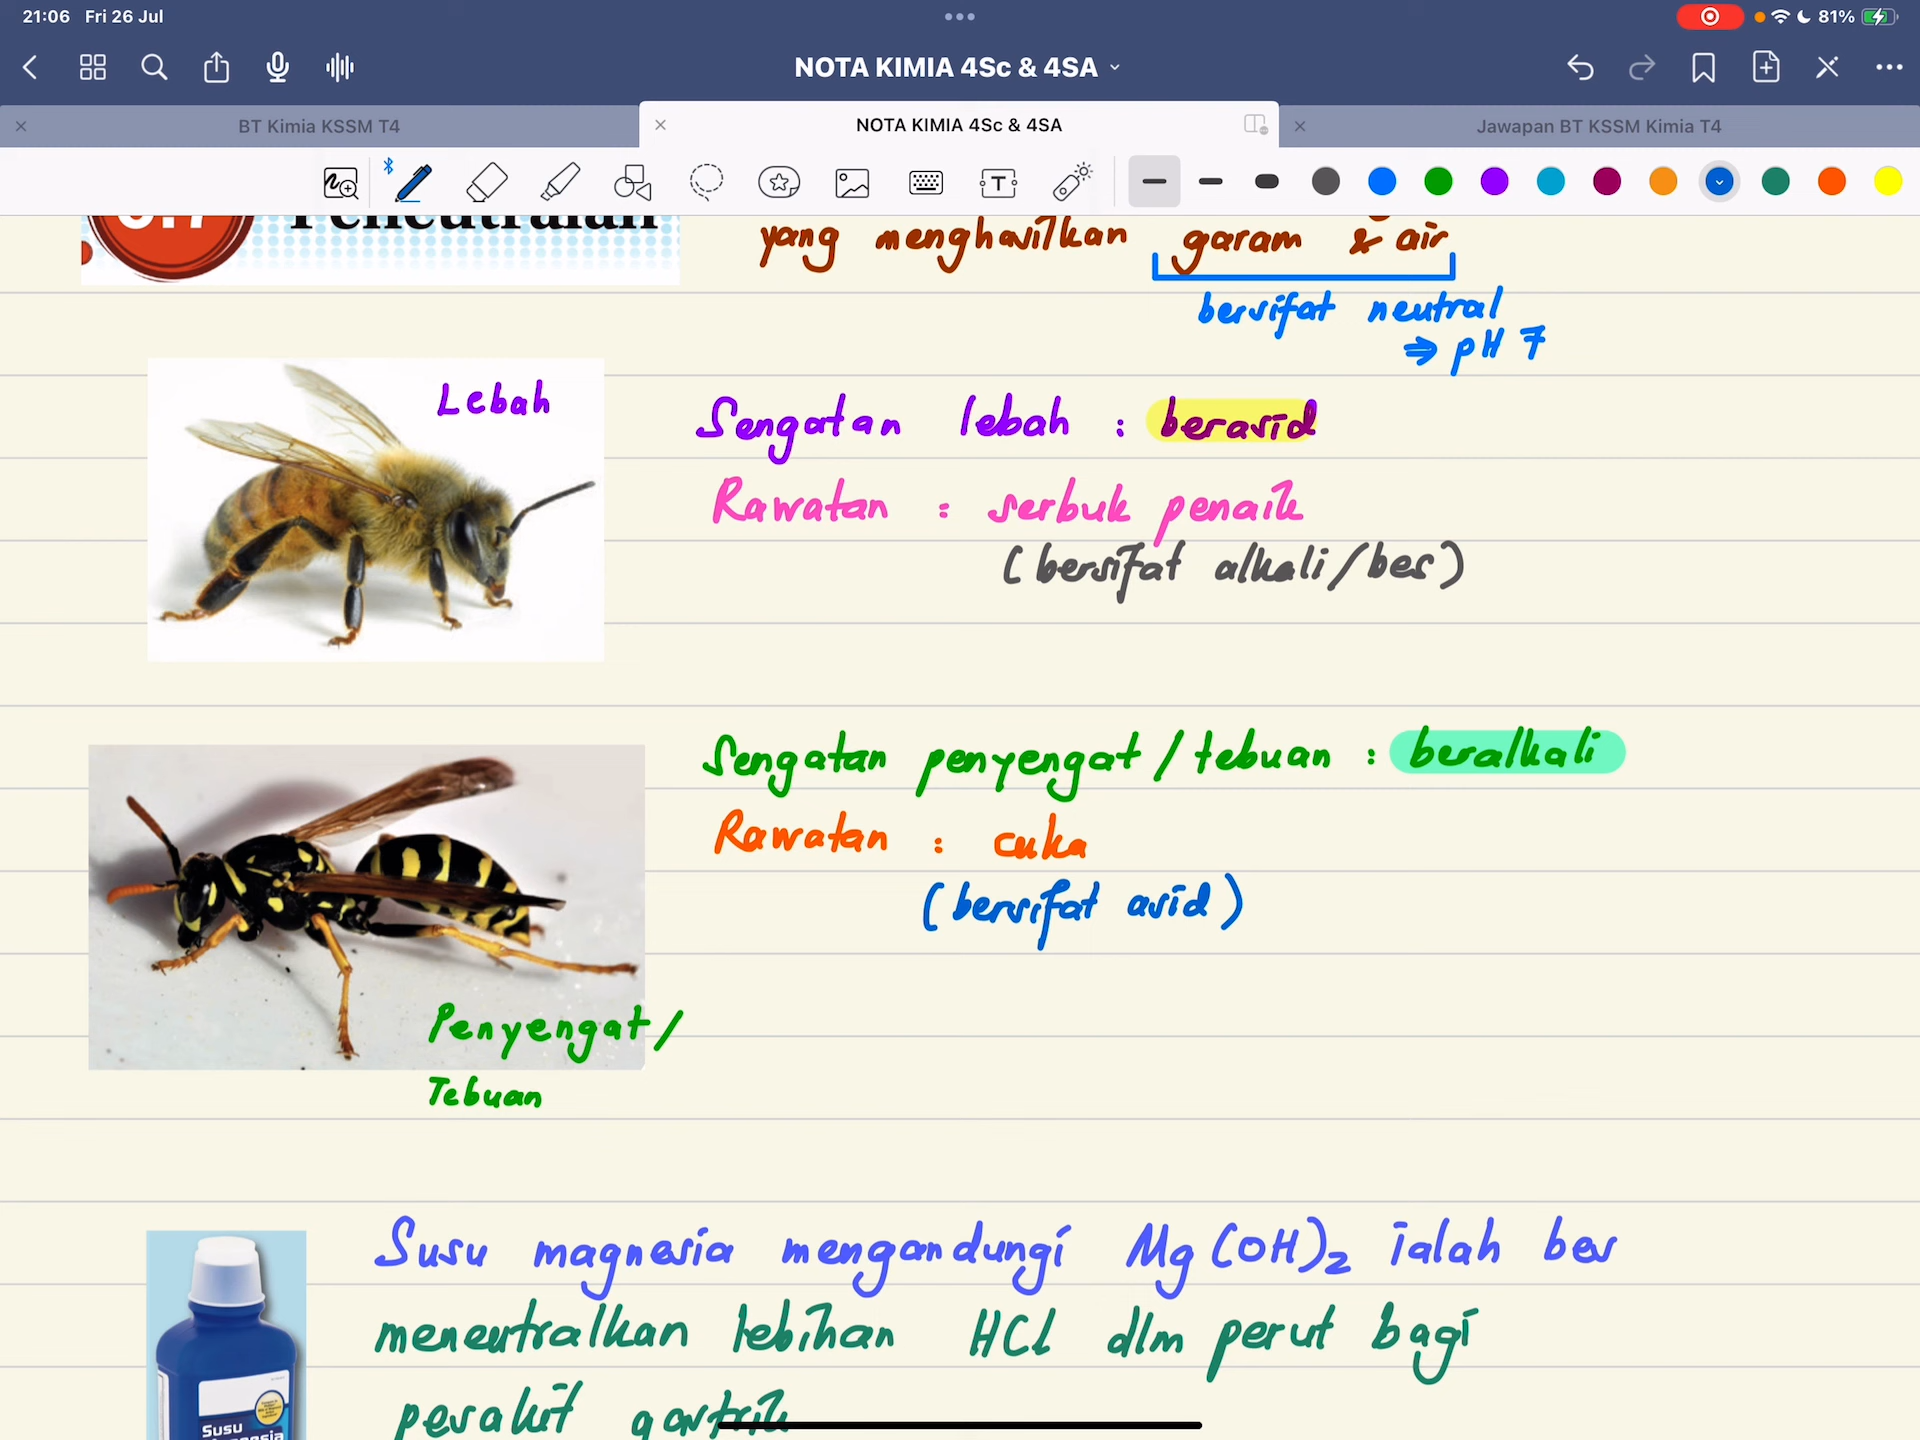 21:06 Fri 26 Jul
81%
NOTA KIMIA 4Sc & 4SA
BT Kimia KSSM T4
NOTA KIMIA 4Sc & 4SA
Jawapan BT KSSM Kimia T4
Peneutralan
yang menghasilkan garam & air
bersifat neutral
⇒ pH 7
Lebah
Sengatan lebah : berasid
Rawatan : serbuk penaik
(bersifat alkali/bes)
Sengatan penyengat / tebuan : beralkali
Rawatan : cuka
(bersifat asid)
Penyengat /
Tebuan
Susu magnesia mengandungi Mg(OH)₂ ialah bes
meneutralkan lebihan HCl dlm perut bagi
pesakit gastrik
Susu